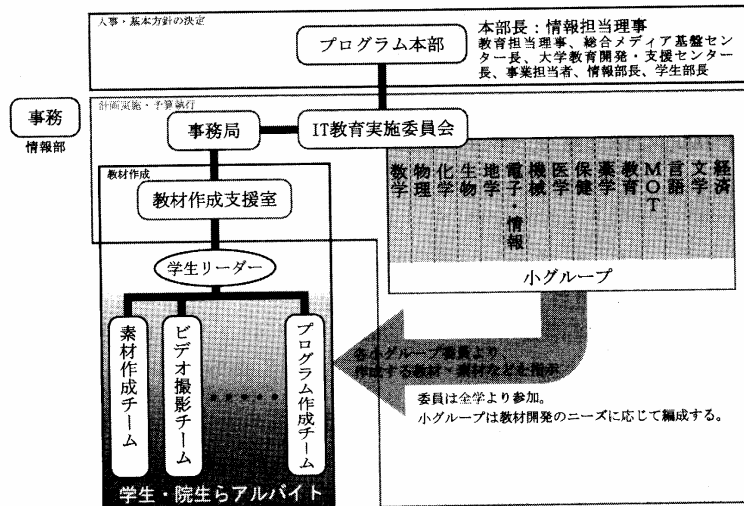 人事・基本方針の決定
プログラム本部
本部長：情報担当理事
教育担当理事、総合メディア基盤セン
ター長、大学教育開発・支援センター
長、事業担当者、情報部長、学生部長
計画実施・予算執行
事務
情報部
事務局
IT教育実施委員会
教材作成
教材作成支援室
数学
物理
化学
生物
地学
電子・情報
機械
医学
保健
薬学
教育
MOT
言語
文学
経済
小グループ
学生リーダー
素材作成チーム
ビデオ撮影チーム
・・・・・
プログラム作成チーム
各小グループ委員より、
作成する教材・素材などを指示
委員は全学より参加。
小グループは教材開発のニーズに応じて編成する。
学生・院生らアルバイト